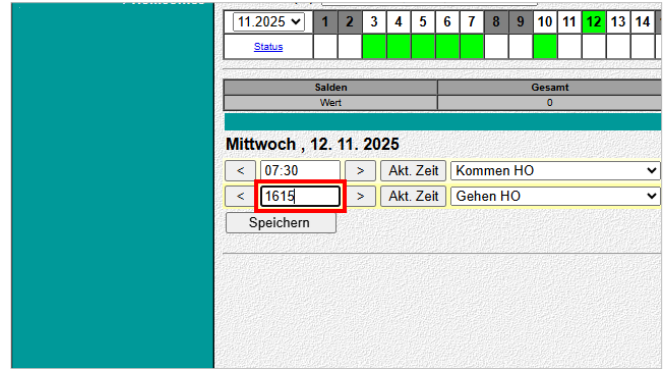 11.2025 1 2 3 4 5 6 7 8 9 10 11 12 13 14
Status
Salden Gesamt
Wert 0
Mittwoch , 12. 11. 2025
< 07:30 > Akt. Zeit Kommen HO
< 1615 > Akt. Zeit Gehen HO
Speichern